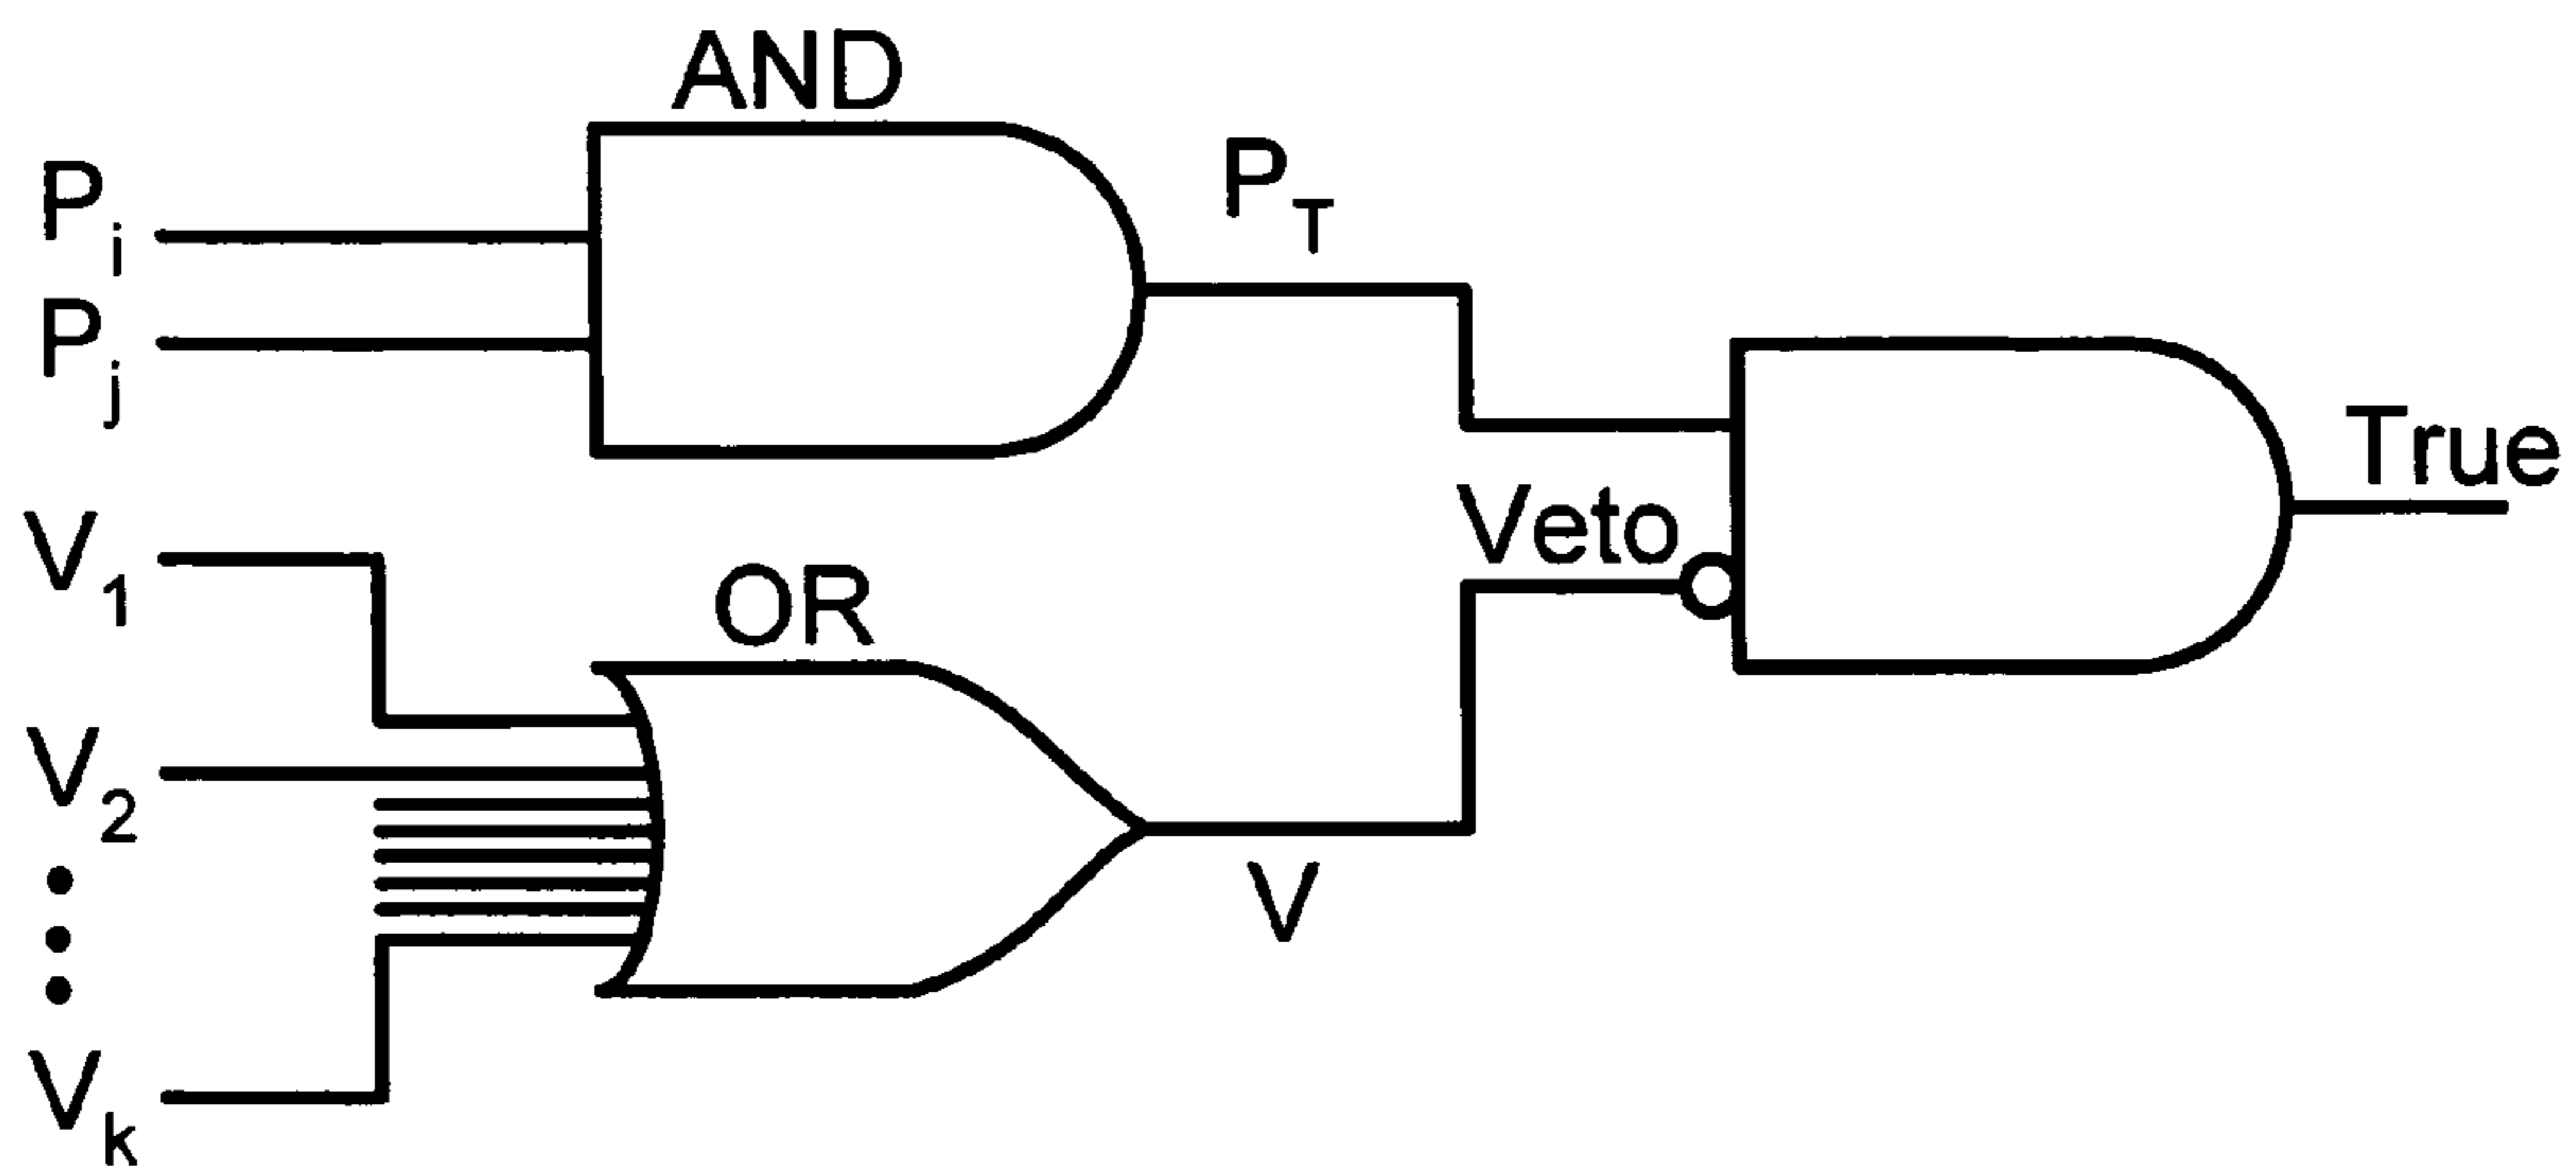 AND
P_i
P_j
P_T
True
Veto
V_1
OR
V_2
V
V_k